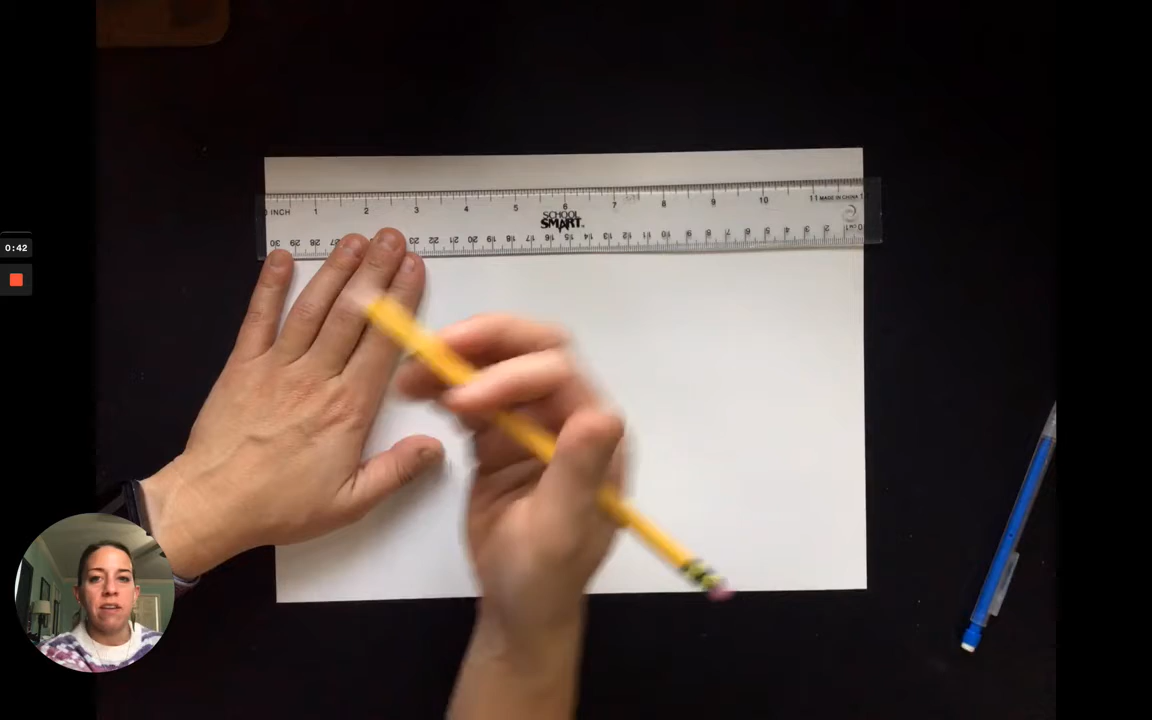 0:42
0 INCH 1 2 3 4 5 6 7 8 9 10 11 MADE IN CHINA
SCHOOL
SMART
30 29 28 27 23 22 21 20 19 18 17 16 15 14 13 12 11 10 9 8 7 6 5 4 3 2 1 0